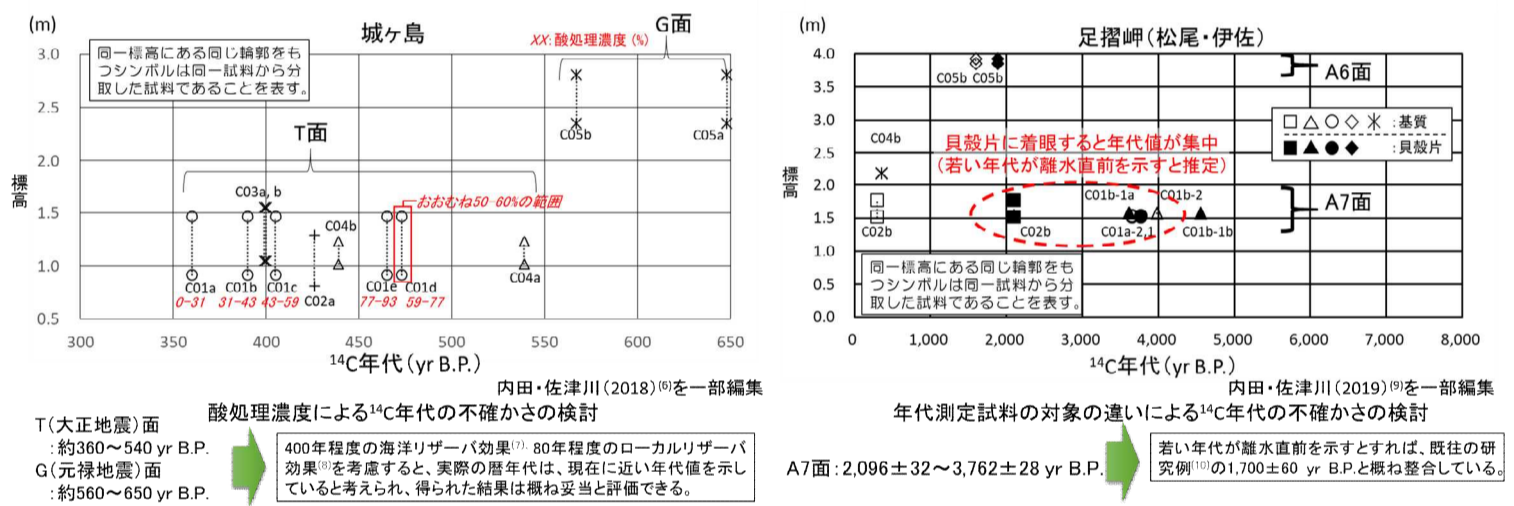 (m)
城ヶ島
G面
XX:酸処理濃度(%)
同一標高にある同じ輪郭をも
つシンボルは同一試料から分
取した試料であることを表す。
T面
C05b
C05a
C03a, b
おおむね50-60%の範囲
C04b
C04a
C01a
C01b
C01c
C02a
C01e
C01d
0-31
31-43
43-59
77-93
59-77
標高
3.0
2.5
2.0
1.5
1.0
0.5
300
350
400
450
500
550
600
650
14C年代(yr B.P.)
内田・佐津川(2018)(6)を一部編集
酸処理濃度による14C年代の不確かさの検討
T(大正地震)面
:約360～540 yr B.P.
G(元禄地震)面
:約560～650 yr B.P.
400年程度の海洋リザーバ効果(7)、80年程度のローカルリザーバ
効果(8)を考慮すると、実際の暦年代は、現在に近い年代値を示し
ていると考えられ、得られた結果は概ね妥当と評価できる。
(m)
足摺岬(松尾・伊佐)
C05b
C05b
A6面
:基質
:貝殻片
C04b
貝殻片に着眼すると年代値が集中
(若い年代が離水直前を示すと推定)
C01b-1a
C01b-2
A7面
C02b
C02b
C01a-2,1
C01b-1b
同一標高にある同じ輪郭をも
つシンボルは同一試料から分
取した試料であることを表す。
標高
4.0
3.5
3.0
2.5
2.0
1.5
1.0
0.5
0.0
0
1,000
2,000
3,000
4,000
5,000
6,000
7,000
8,000
14C年代(yr B.P.)
内田・佐津川(2019)(9)を一部編集
年代測定試料の対象の違いによる14C年代の不確かさの検討
A7面:2,096±32～3,762±28 yr B.P.
若い年代が離水直前を示すとすれば、既往の研
究例(10)の1,700±60 yr B.P.と概ね整合している。